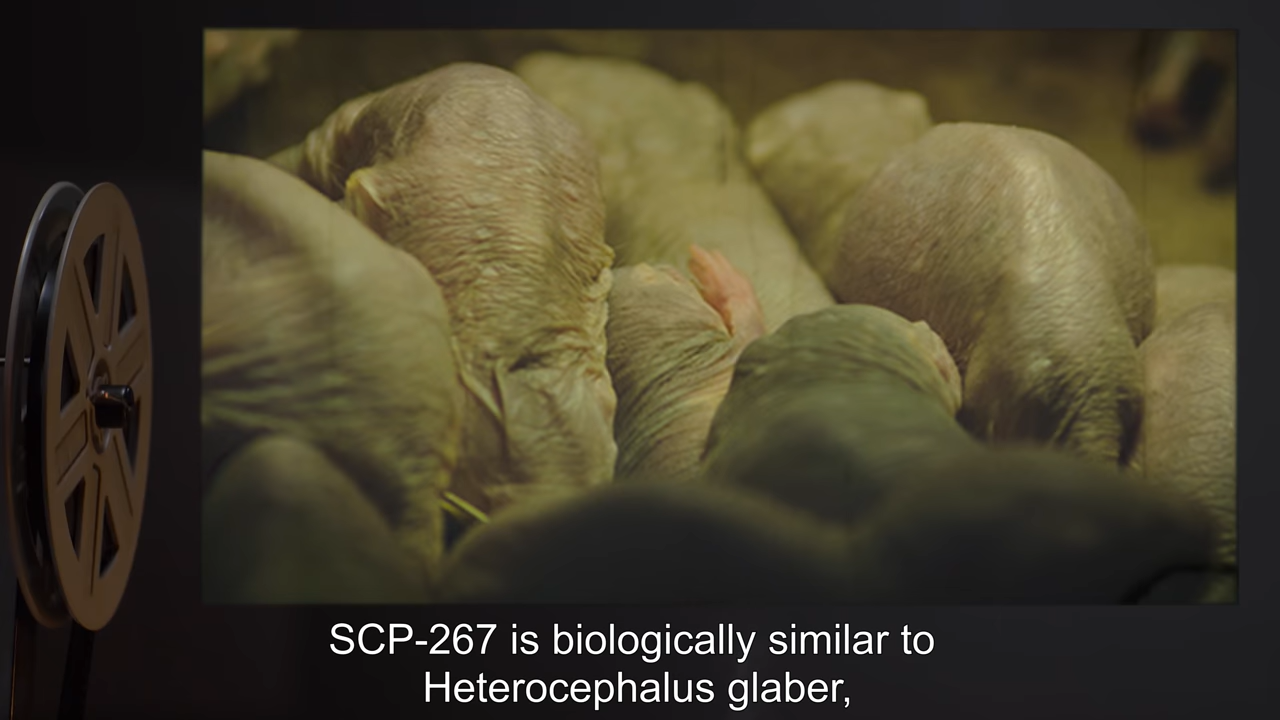 SCP-267 is biologically similar to
Heterocephalus glaber,